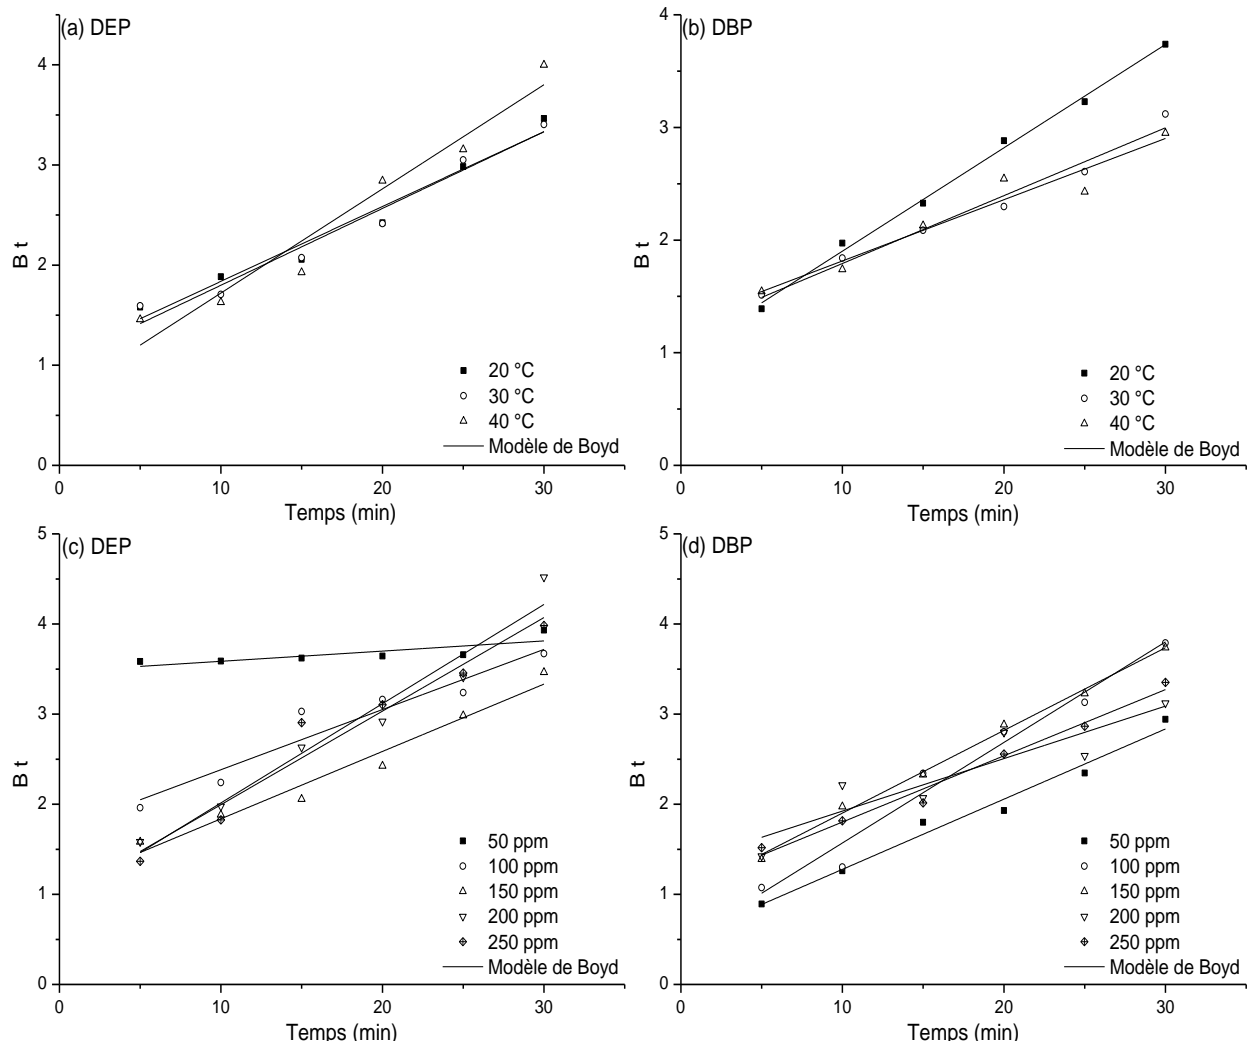 (a) DEP
4
3
2
1
0
B t
0
10
20
30
Temps (min)
20 °C
30 °C
40 °C
Modèle de Boyd
(b) DBP
4
3
2
1
0
B t
0
10
20
30
Temps (min)
20 °C
30 °C
40 °C
Modèle de Boyd
(c) DEP
5
4
3
2
1
0
B t
0
10
20
30
Temps (min)
50 ppm
100 ppm
150 ppm
200 ppm
250 ppm
Modèle de Boyd
(d) DBP
5
4
3
2
1
0
B t
0
10
20
30
Temps (min)
50 ppm
100 ppm
150 ppm
200 ppm
250 ppm
Modèle de Boyd